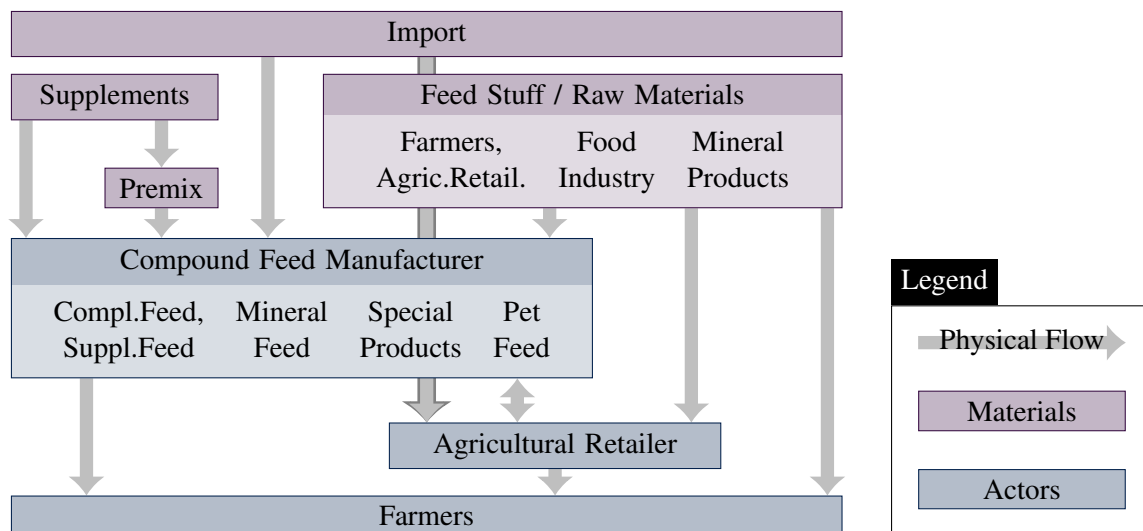 Import
Supplements
Feed Stuff / Raw Materials
Farmers,
Agric.Retail.
Food
Industry
Mineral
Products
Premix
Compound Feed Manufacturer
Compl.Feed,
Suppl.Feed
Mineral
Feed
Special
Products
Pet
Feed
Agricultural Retailer
Farmers
Legend
Physical Flow
Materials
Actors